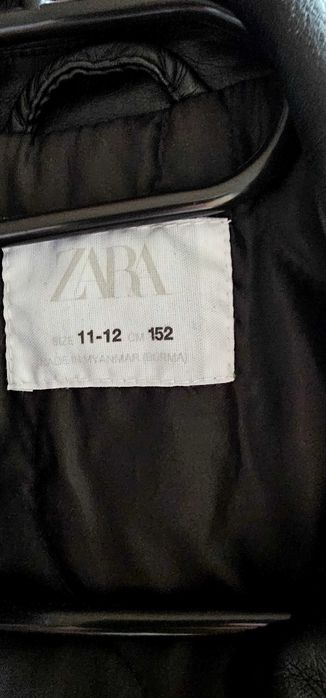 ZARA
SIZE 11-12 CM 152
MADE IN MYANMAR (BURMA)